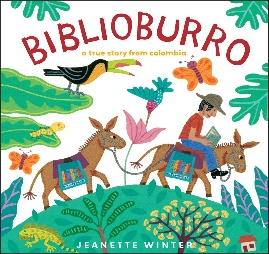 BIBLIOBURRO
a true story from colombia
JEANETTE WINTER